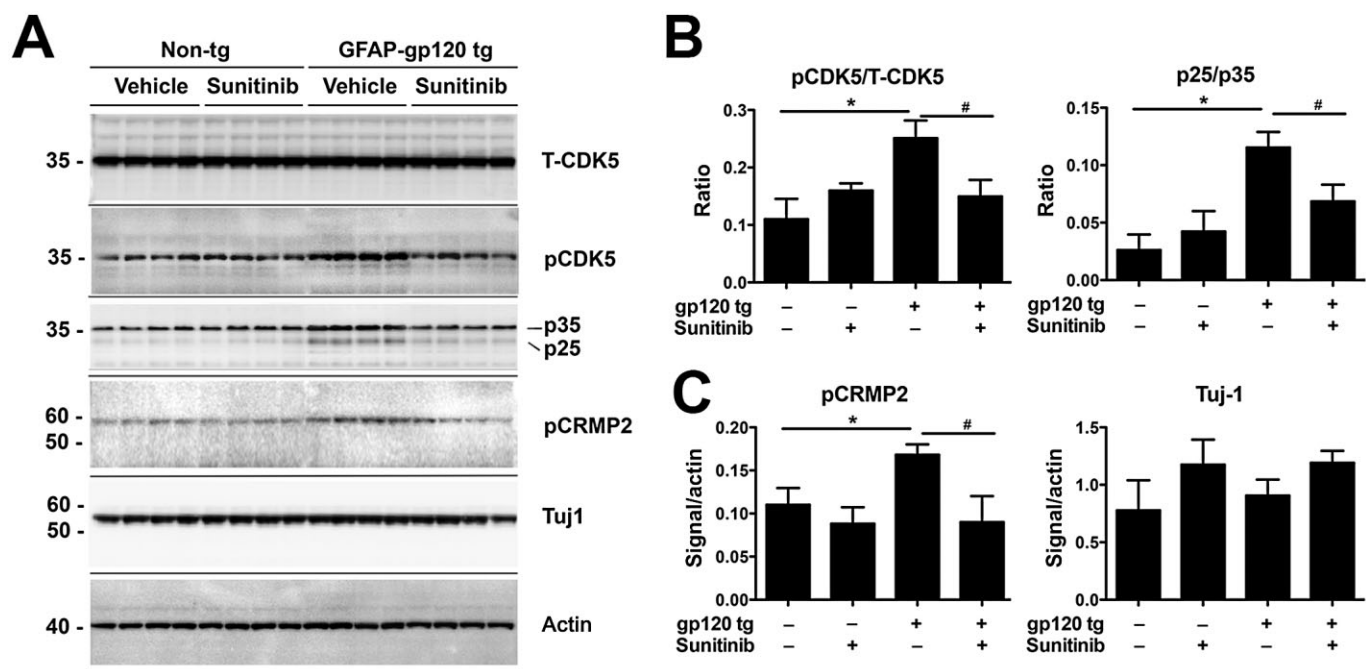 A
Non-tg GFAP-gp120 tg
Vehicle Sunitinib Vehicle Sunitinib
35 - T-CDK5
35 - pCDK5
35 - p35
p25
60 - pCRMP2
50 -
60 - Tuj1
50 -
40 - Actin
B
pCDK5/T-CDK5
* #
Ratio
0.3
0.2
0.1
0.0
gp120 tg – – + +
Sunitinib – + – +
p25/p35
* #
Ratio
0.15
0.10
0.05
0.00
gp120 tg – – + +
Sunitinib – + – +
C
pCRMP2
* #
Signal/actin
0.20
0.15
0.10
0.05
0.00
gp120 tg – – + +
Sunitinib – + – +
Tuj-1
Signal/actin
1.5
1.0
0.5
0.0
gp120 tg – – + +
Sunitinib – + – +